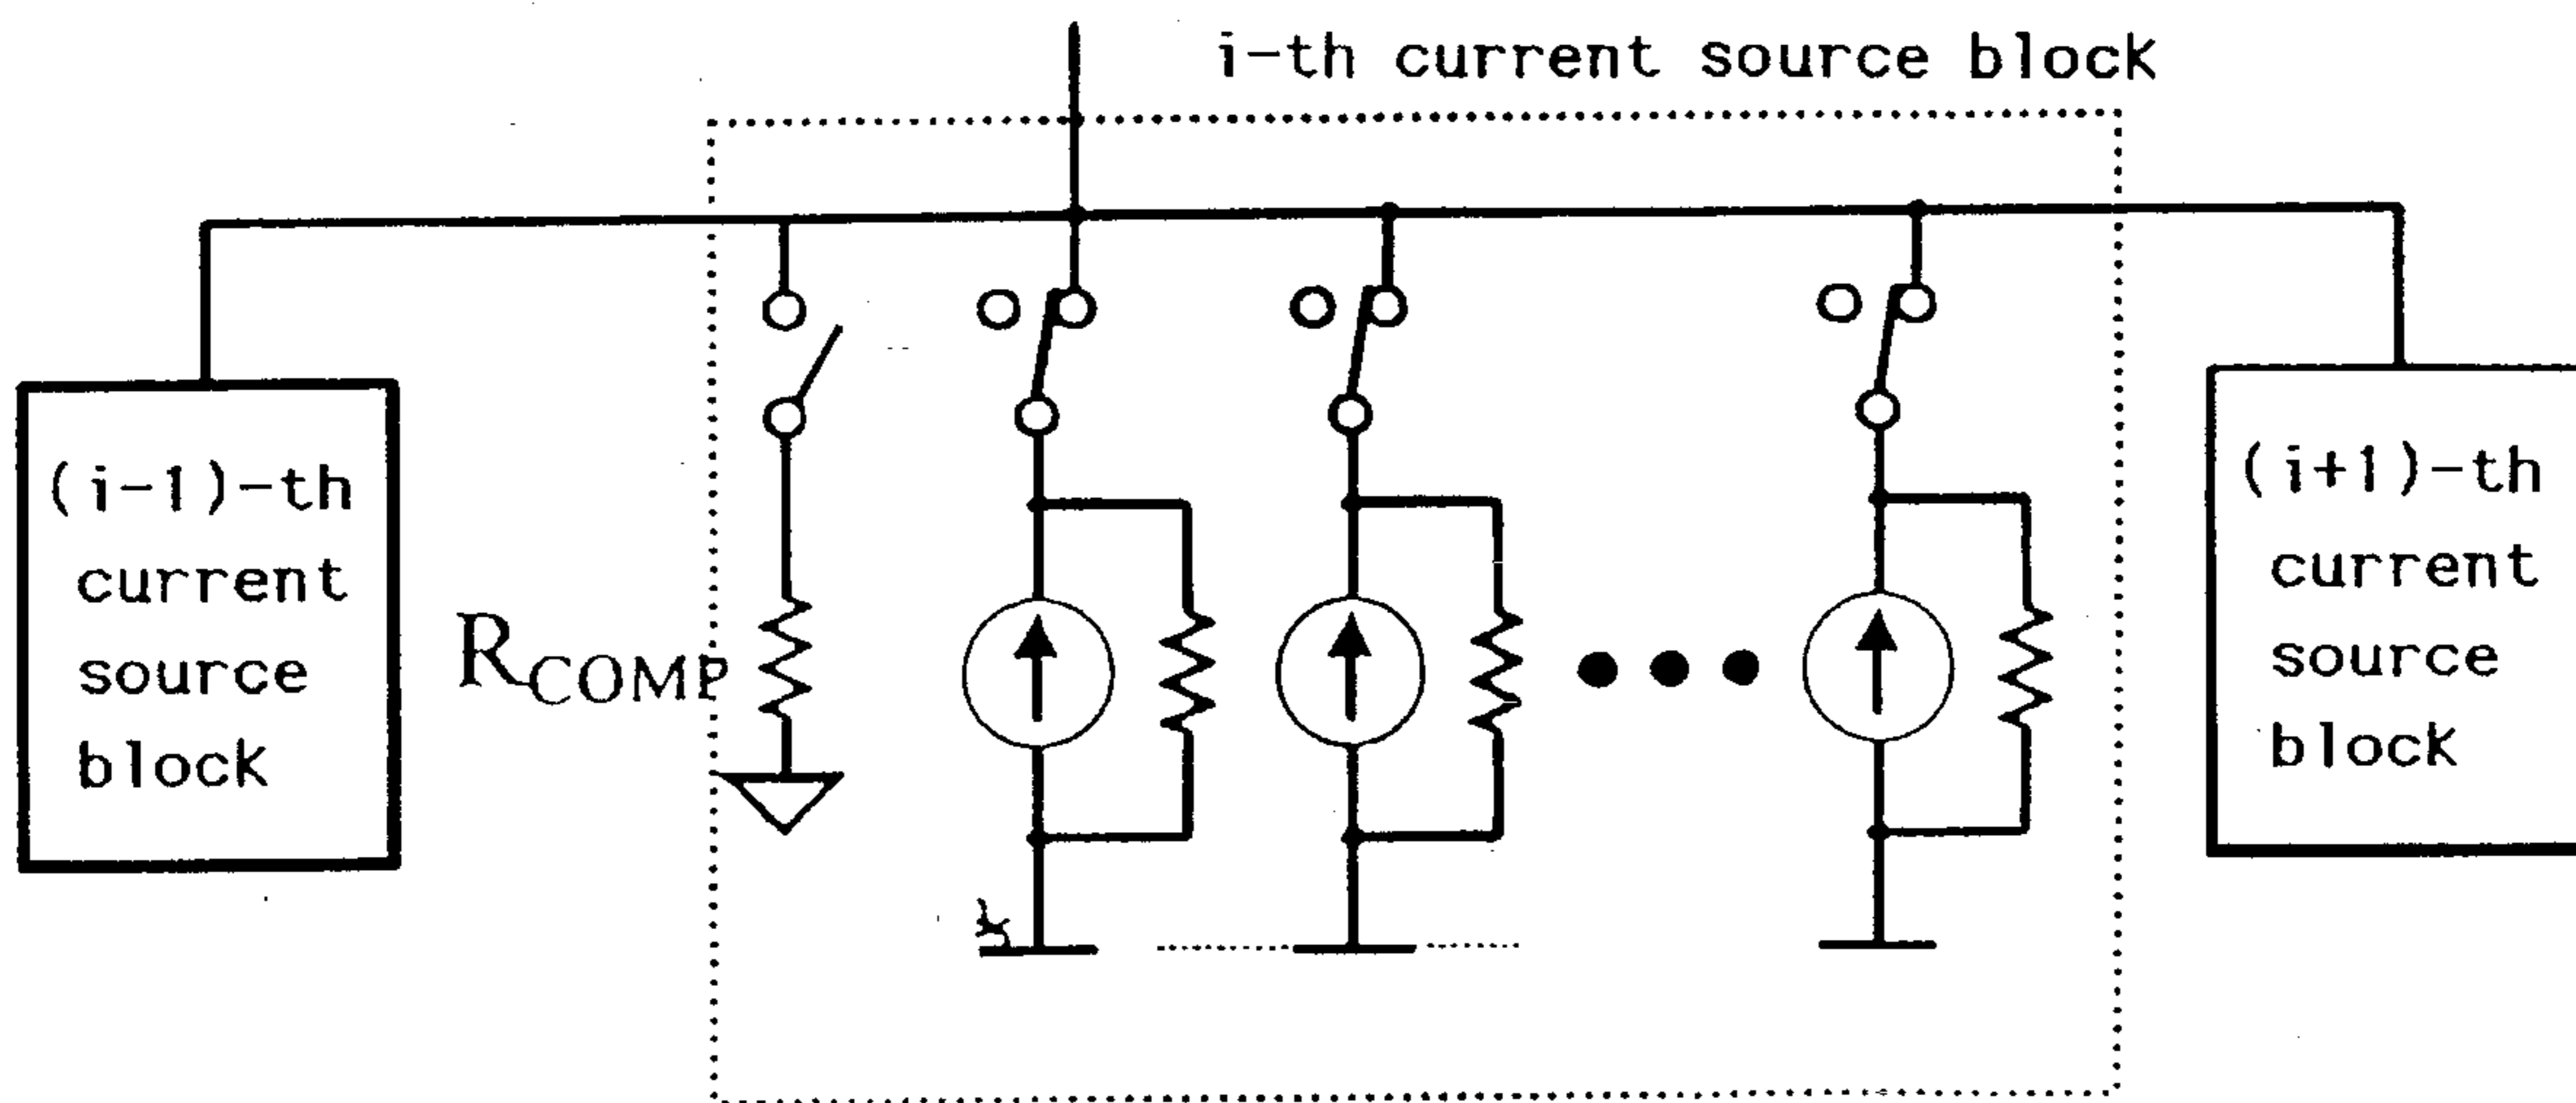 i-th current source block
(i-1)-th
current
source
block
RCOMP
(i+1)-th
current
source
block